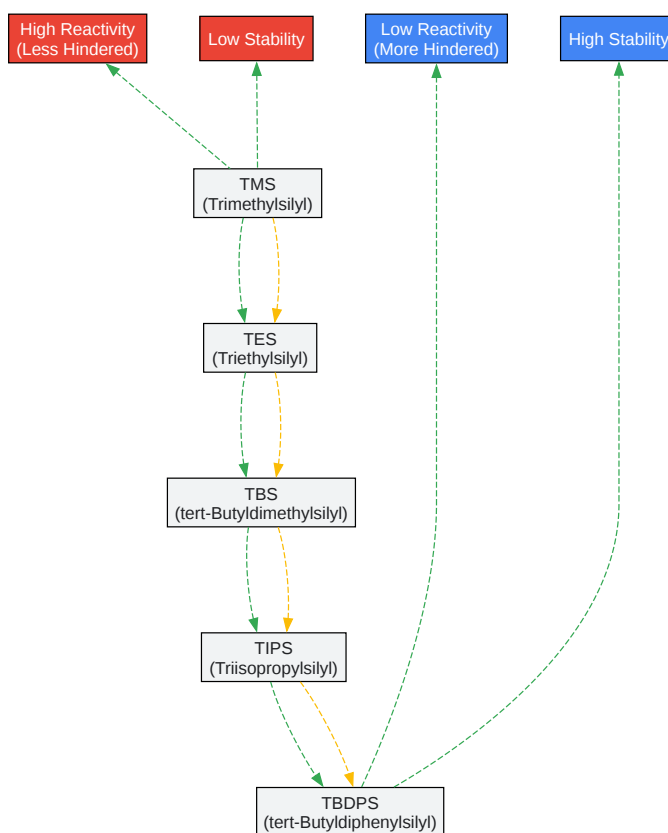 High Reactivity
(Less Hindered)
Low Stability
Low Reactivity
(More Hindered)
High Stability
TMS
(Trimethylsilyl)
TES
(Triethylsilyl)
TBS
(tert-Butyldimethylsilyl)
TIPS
(Triisopropylsilyl)
TBDPS
(tert-Butyldiphenylsilyl)